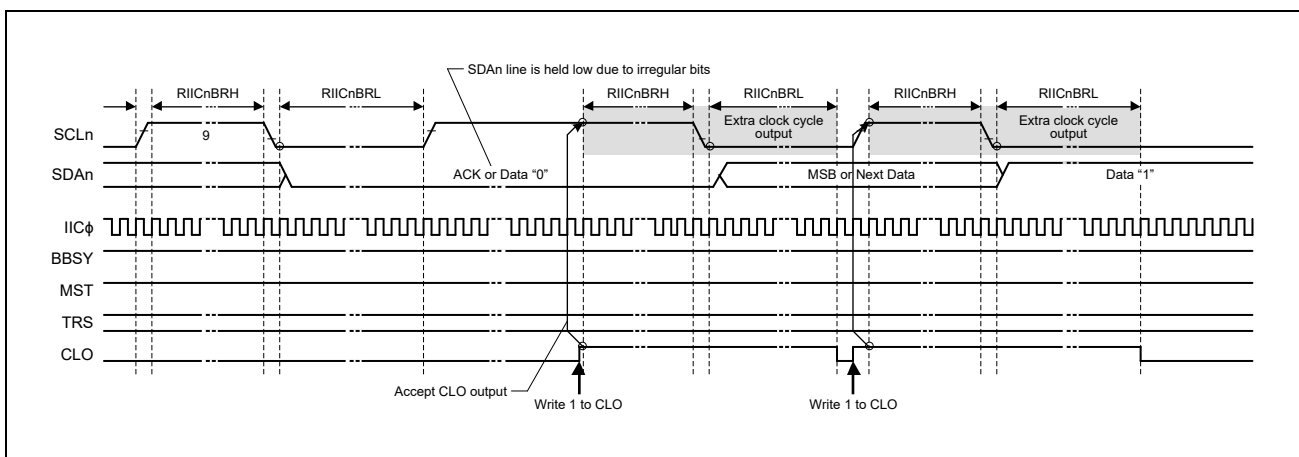 SDAn line is held low due to irregular bits
RIICnBRH
RIICnBRL
RIICnBRH
RIICnBRL
RIICnBRH
RIICnBRL
SCLn
9
Extra clock cycle
output
Extra clock cycle
output
SDAn
ACK or Data “0”
MSB or Next Data
Data “1”
IICϕ
BBSY
MST
TRS
CLO
Accept CLO output
Write 1 to CLO
Write 1 to CLO